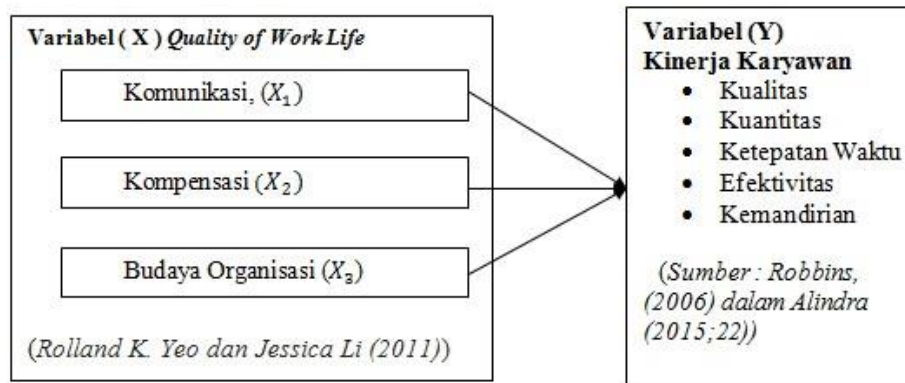 Variabel ( X ) Quality of Work Life
Komunikasi, (X₁)
Kompensasi (X₂)
Budaya Organisasi (X₃)
(Rolland K. Yeo dan Jessica Li (2011))
Variabel (Y)
Kinerja Karyawan
• Kualitas
• Kuantitas
• Ketepatan Waktu
• Efektivitas
• Kemandirian
(Sumber : Robbins,
(2006) dalam Alindra
(2015;22))